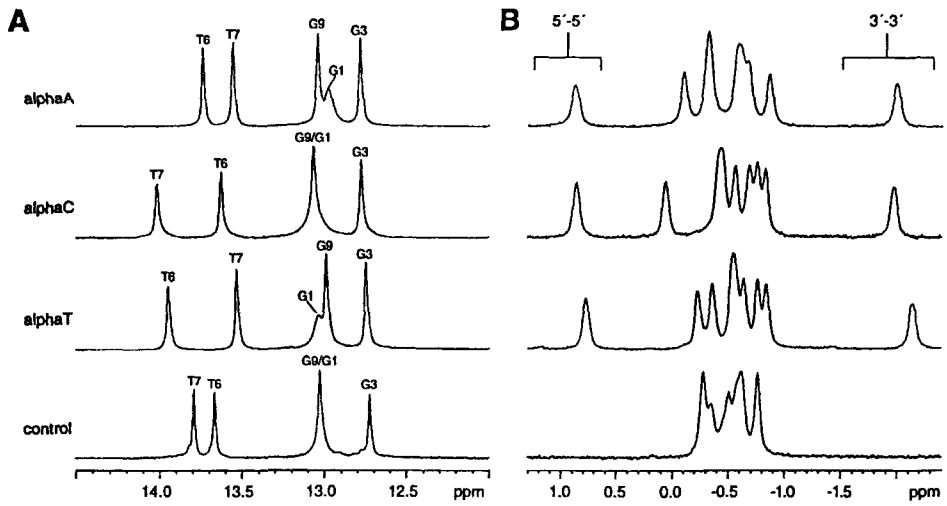 A
B
5´-5´
3´-3´
alphaA
T6
T7
G9
G1
G3
alphaC
T7
T6
G9/G1
G3
alphaT
T6
T7
G1
G9
G3
control
T7
T6
G9/G1
G3
14.0 13.5 13.0 12.5 ppm
1.0 0.5 0.0 -0.5 -1.0 -1.5 ppm